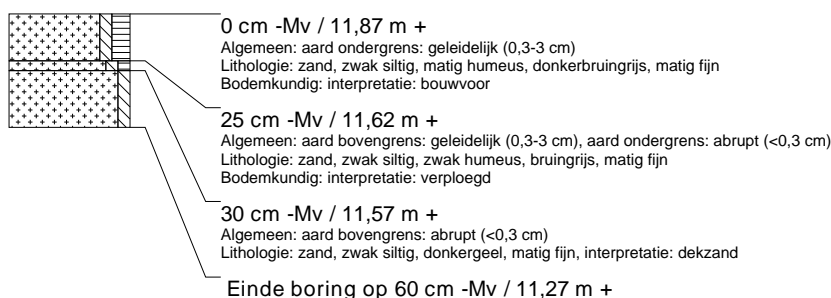 0 cm -Mv / 11,87 m +
Algemeen: aard ondergrens: geleidelijk (0,3-3 cm)
Lithologie: zand, zwak siltig, matig humeus, donkerbruingrijs, matig fijn
Bodemkundig: interpretatie: bouwvoor
25 cm -Mv / 11,62 m +
Algemeen: aard bovengrens: geleidelijk (0,3-3 cm), aard ondergrens: abrupt (<0,3 cm)
Lithologie: zand, zwak siltig, zwak humeus, bruingrijs, matig fijn
Bodemkundig: interpretatie: verploegd
30 cm -Mv / 11,57 m +
Algemeen: aard bovengrens: abrupt (<0,3 cm)
Lithologie: zand, zwak siltig, donkergeel, matig fijn, interpretatie: dekzand
Einde boring op 60 cm -Mv / 11,27 m +